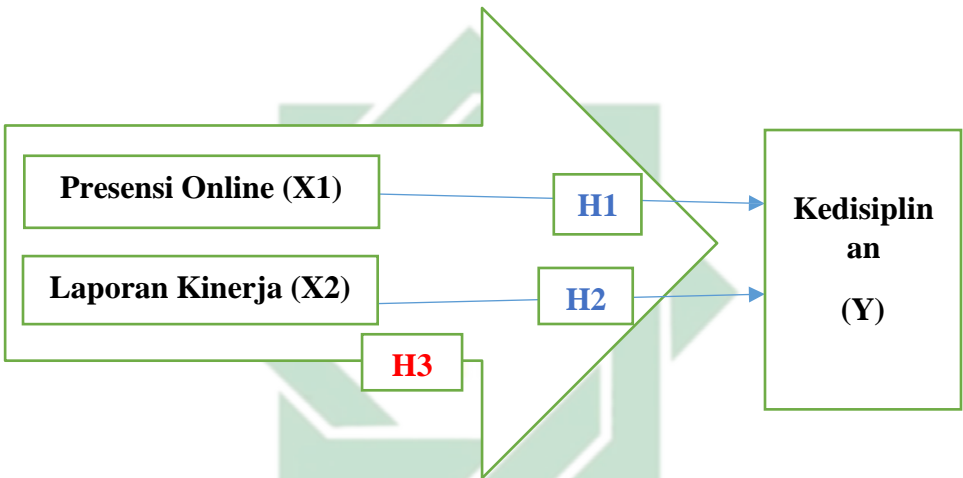 Presensi Online (X1)
H1
Laporan Kinerja (X2)
H2
H3
Kedisiplin
an
(Y)